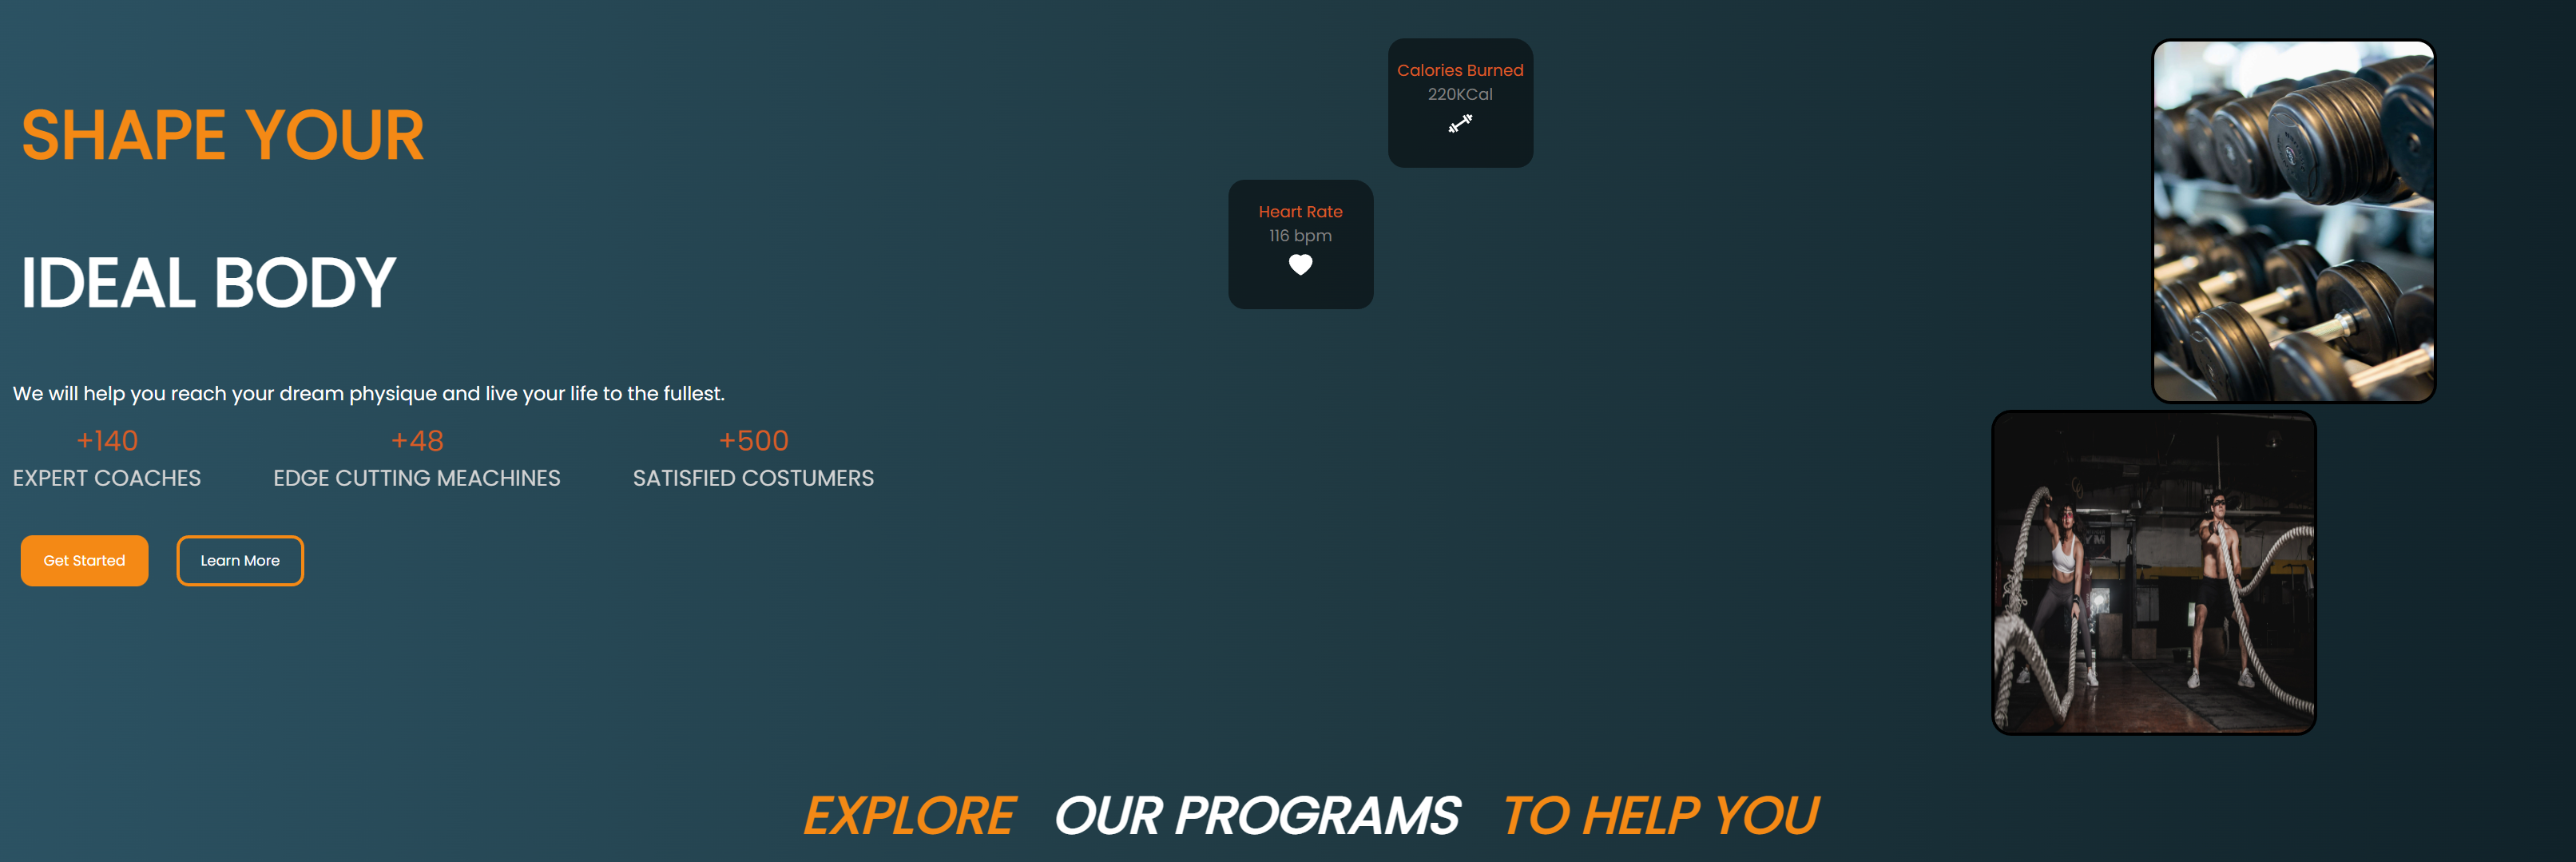 SHAPE YOUR
IDEAL BODY
We will help you reach your dream physique and live your life to the fullest.
+140
EXPERT COACHES
+48
EDGE CUTTING MEACHINES
+500
SATISFIED COSTUMERS
Get Started
Learn More
Calories Burned
220KCal
Heart Rate
116 bpm
EXPLORE OUR PROGRAMS TO HELP YOU